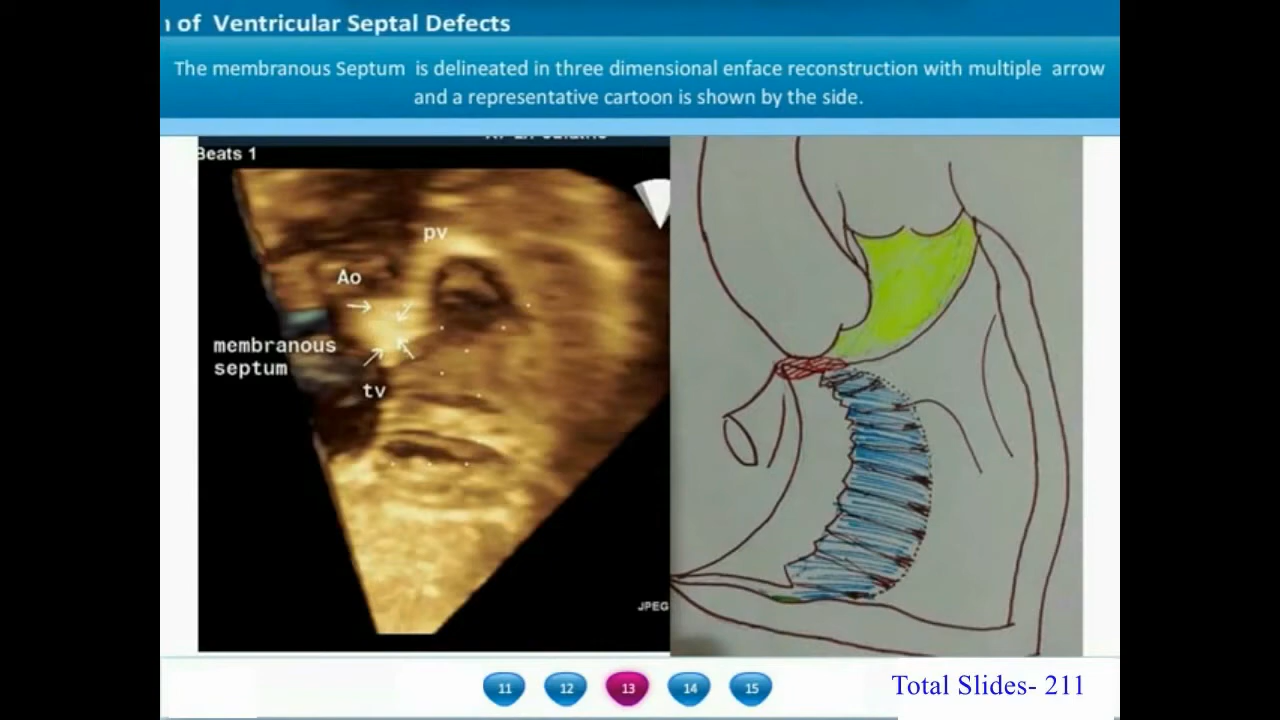 of Ventricular Septal Defects
The membranous Septum is delineated in three dimensional enface reconstruction with multiple arrow
and a representative cartoon is shown by the side.
Beats 1
pv
Ao
membranous
septum
tv
JPEG
11 12 13 14 15
Total Slides- 211